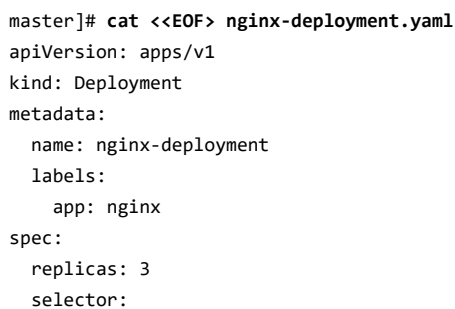 master]# cat <<EOF> nginx-deployment.yaml
apiVersion: apps/v1
kind: Deployment
metadata:
  name: nginx-deployment
  labels:
    app: nginx
spec:
  replicas: 3
  selector: